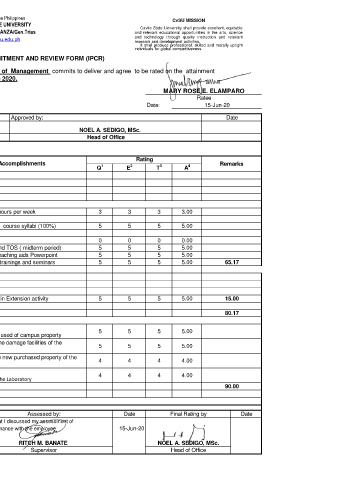 e Philippines
E UNIVERSITY
ANZA/Gen.Trias
u.edu.ph
CvSU MISSION
Cavite State University shall provide excellent, equitable
and relevant educational opportunities in the arts, science
and technology through quality instruction and relevant
research and development activities.
It shall produce professional, skilled and morally upright
individuals for global competitiveness.
MITMENT AND REVIEW FORM (IPCR)
of Management commits to deliver and agree to be rated on the attainment
2020.
MARY ROSE E. ELAMPARO
Ratee
Date: 15-Jun-20
Approved by: Date
NOEL A. SEDIGO, MSc.
Head of Office
Accomplishments Rating Remarks
Q1 E2 T3 A4
ours per week 3 3 3 3.00
course syllabi (100%) 5 5 5 5.00
0 0 0 0.00
nd TOS ( midterm period) 5 5 5 5.00
aching aids Powerpoint 5 5 5 5.00
trainings and seminars 5 5 5 5.00 65.17
in Extension activity 5 5 5 5.00 15.00
80.17
used of campus property 5 5 5 5.00
he damage facilities of the 5 5 5 5.00
e new purchased property of the 4 4 4 4.00
he Laboratory 4 4 4 4.00
90.00
Assessed by: Date Final Rating by Date
t I discussed my assessment of
mance with the employee. 15-Jun-20
RITCH M. BANATE NOEL A. SEDIGO, MSc.
Supervisor Head of Office